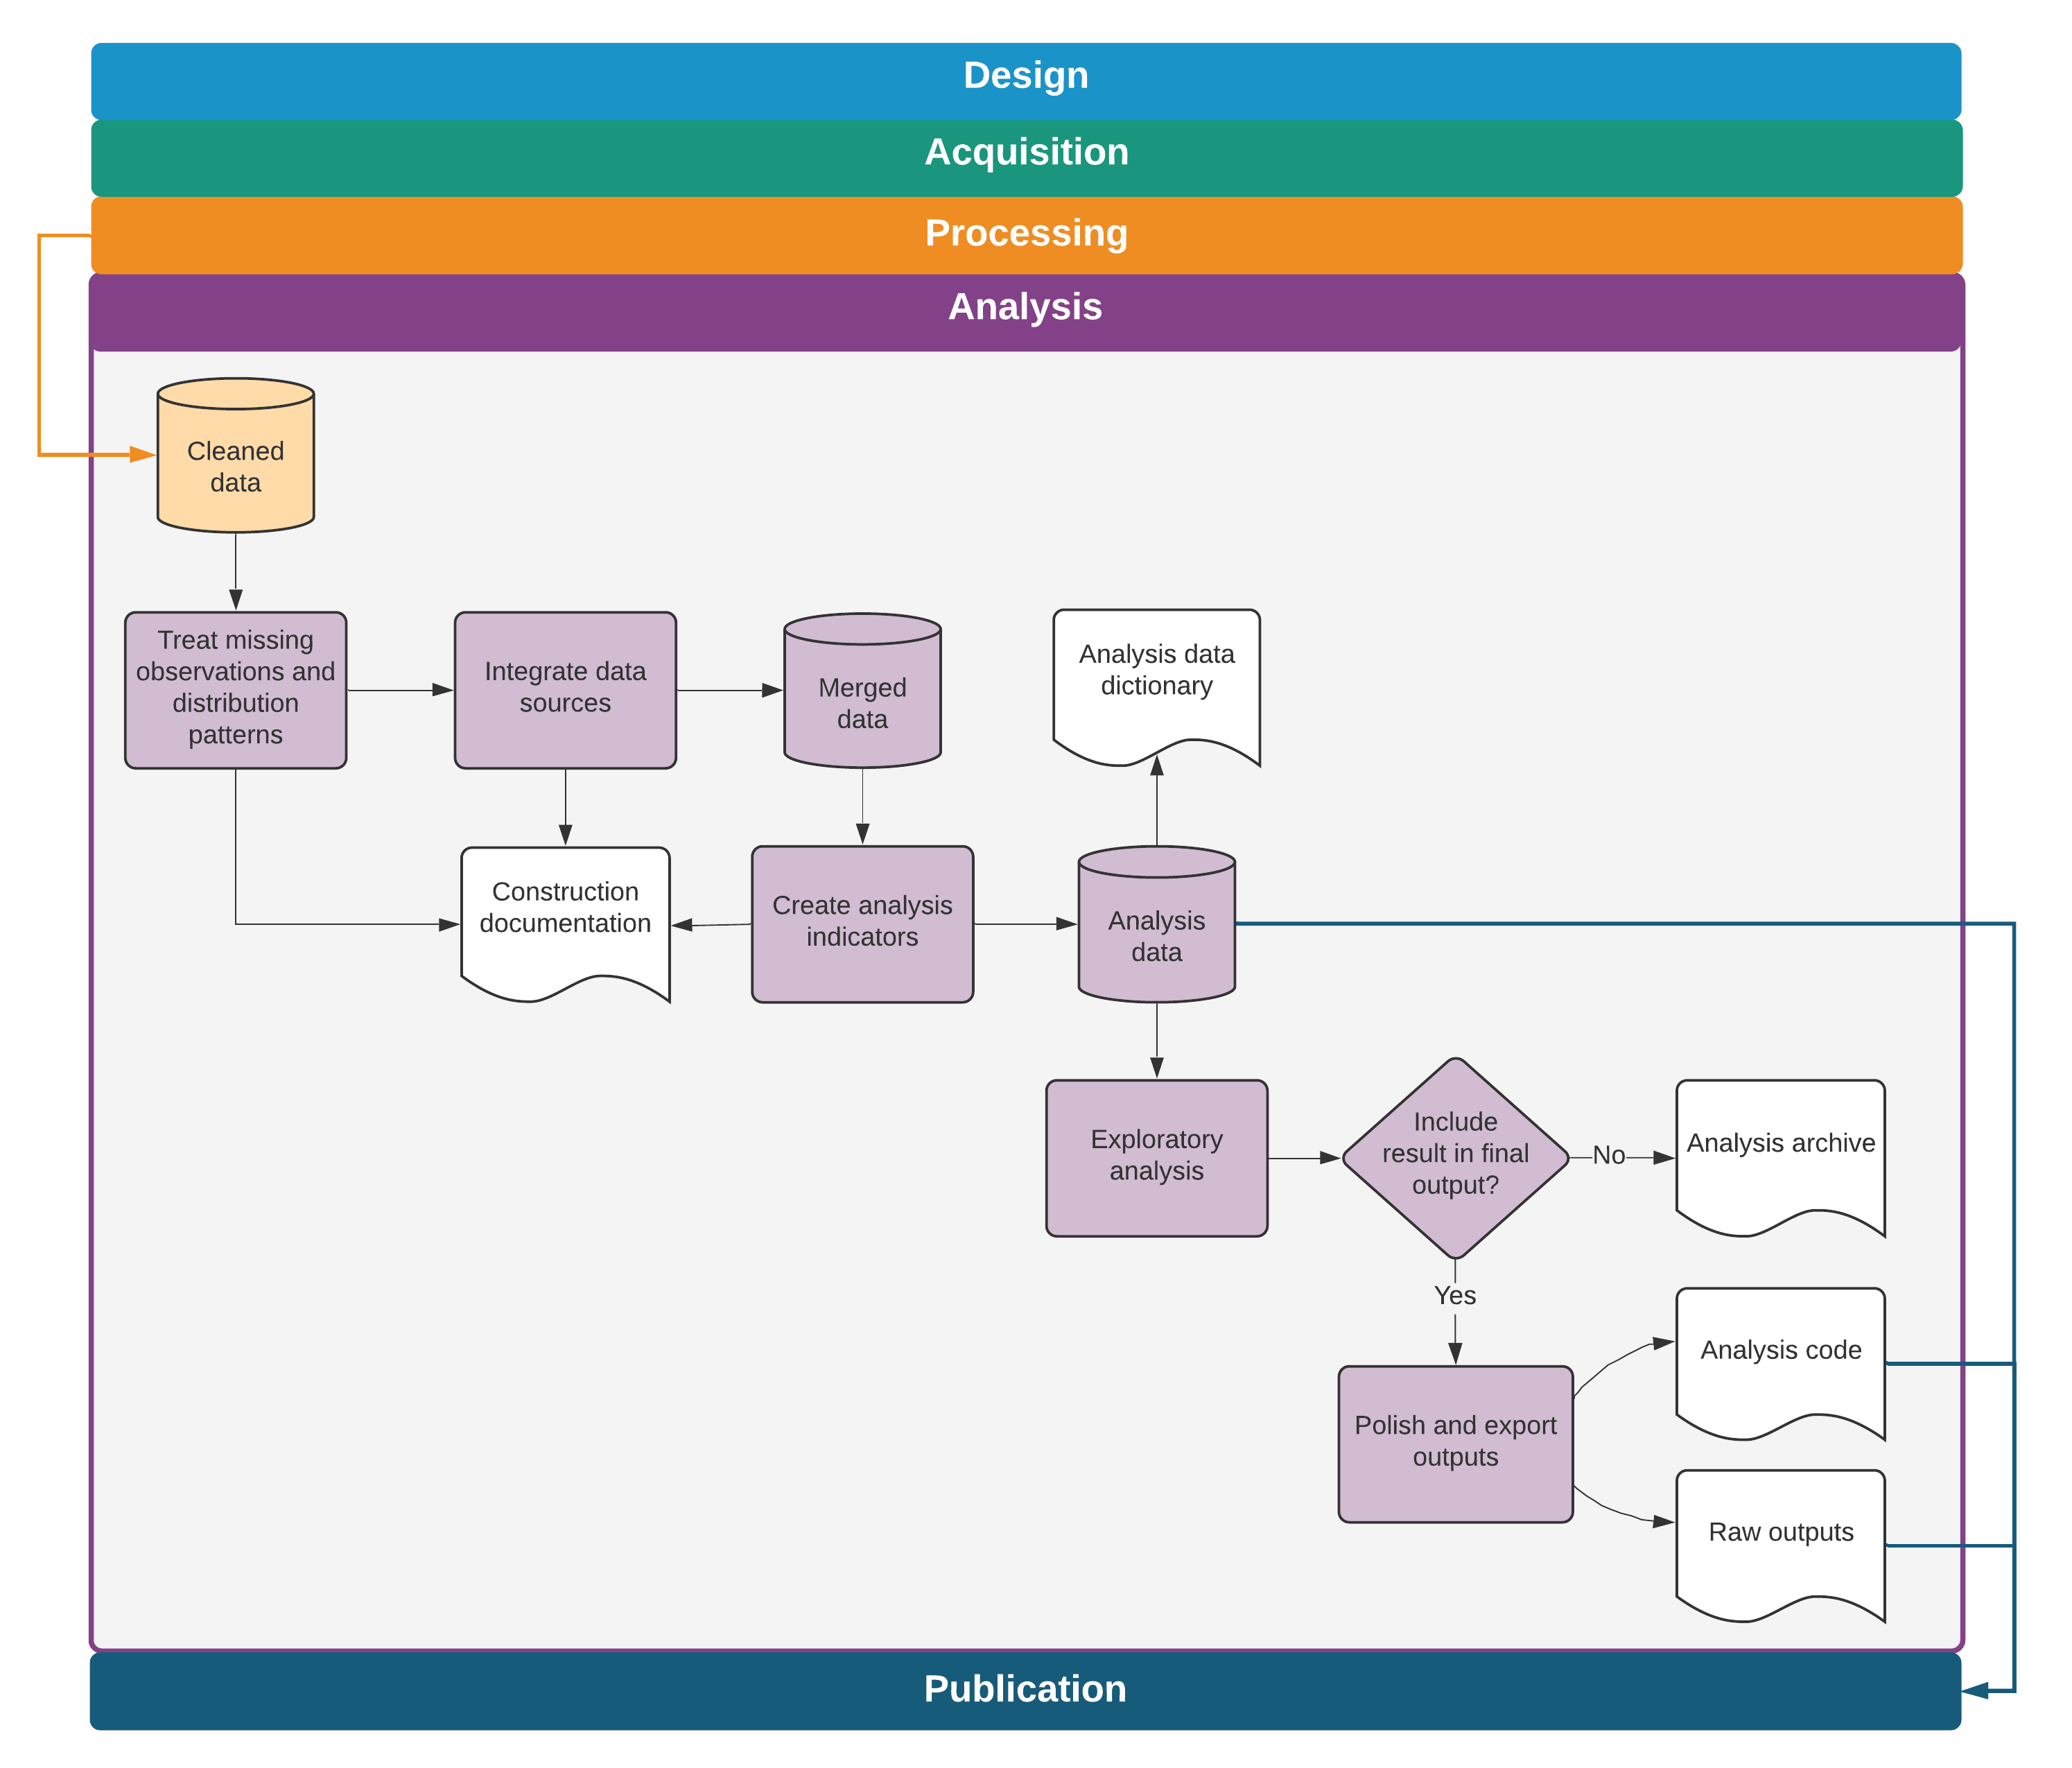 Design
Acquisition
Processing
Analysis
Cleaned
data
Treat missing
observations and
distribution
patterns
Integrate data
sources
Merged
data
Analysis data
dictionary
Construction
documentation
Create analysis
indicators
Analysis
data
Exploratory
analysis
Include
result in final
output?
No
Analysis archive
Yes
Polish and export
outputs
Analysis code
Raw outputs
Publication